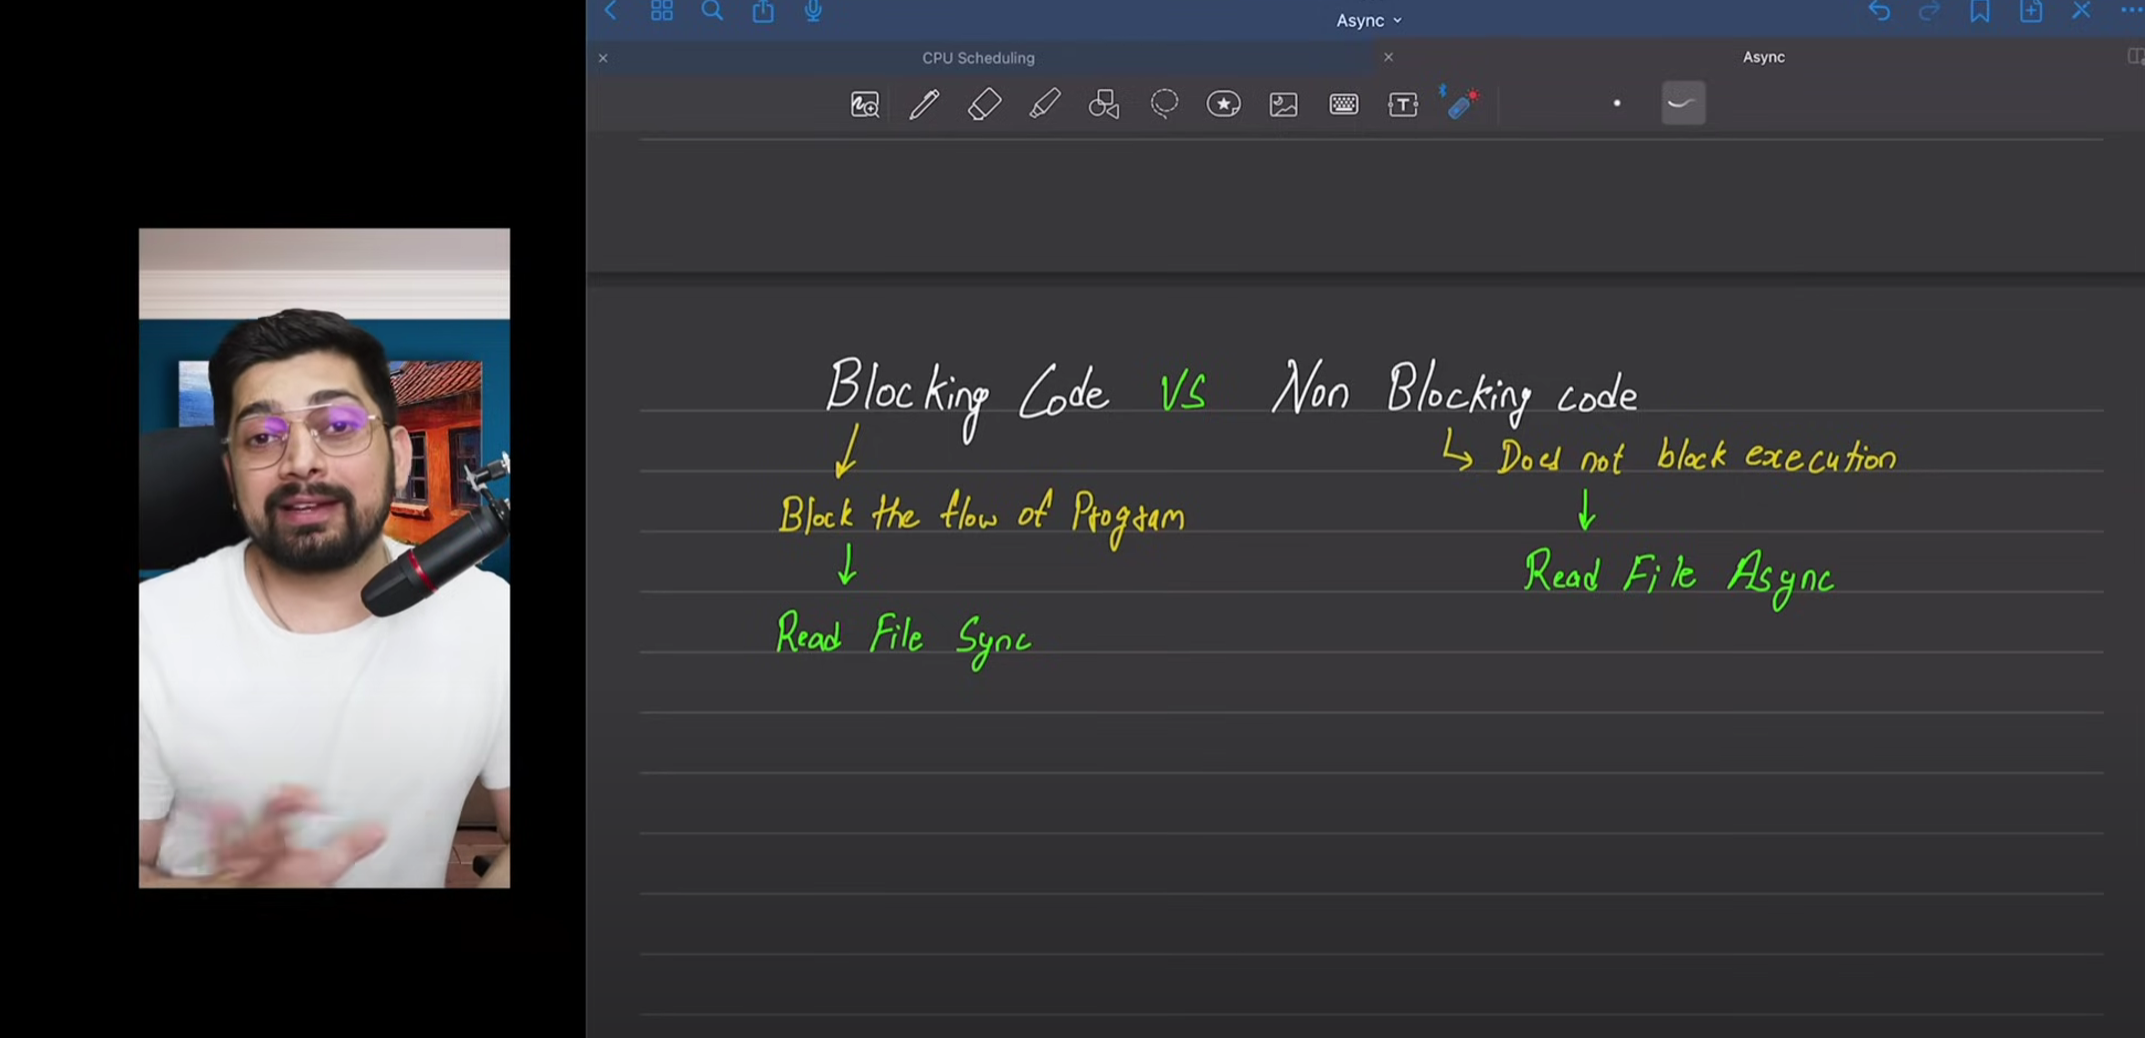 Async
CPU Scheduling
Async
T
Blocking Code VS Non Blocking code
Does not block execution
Block the flow of Program
Read File Async
Read File Sync